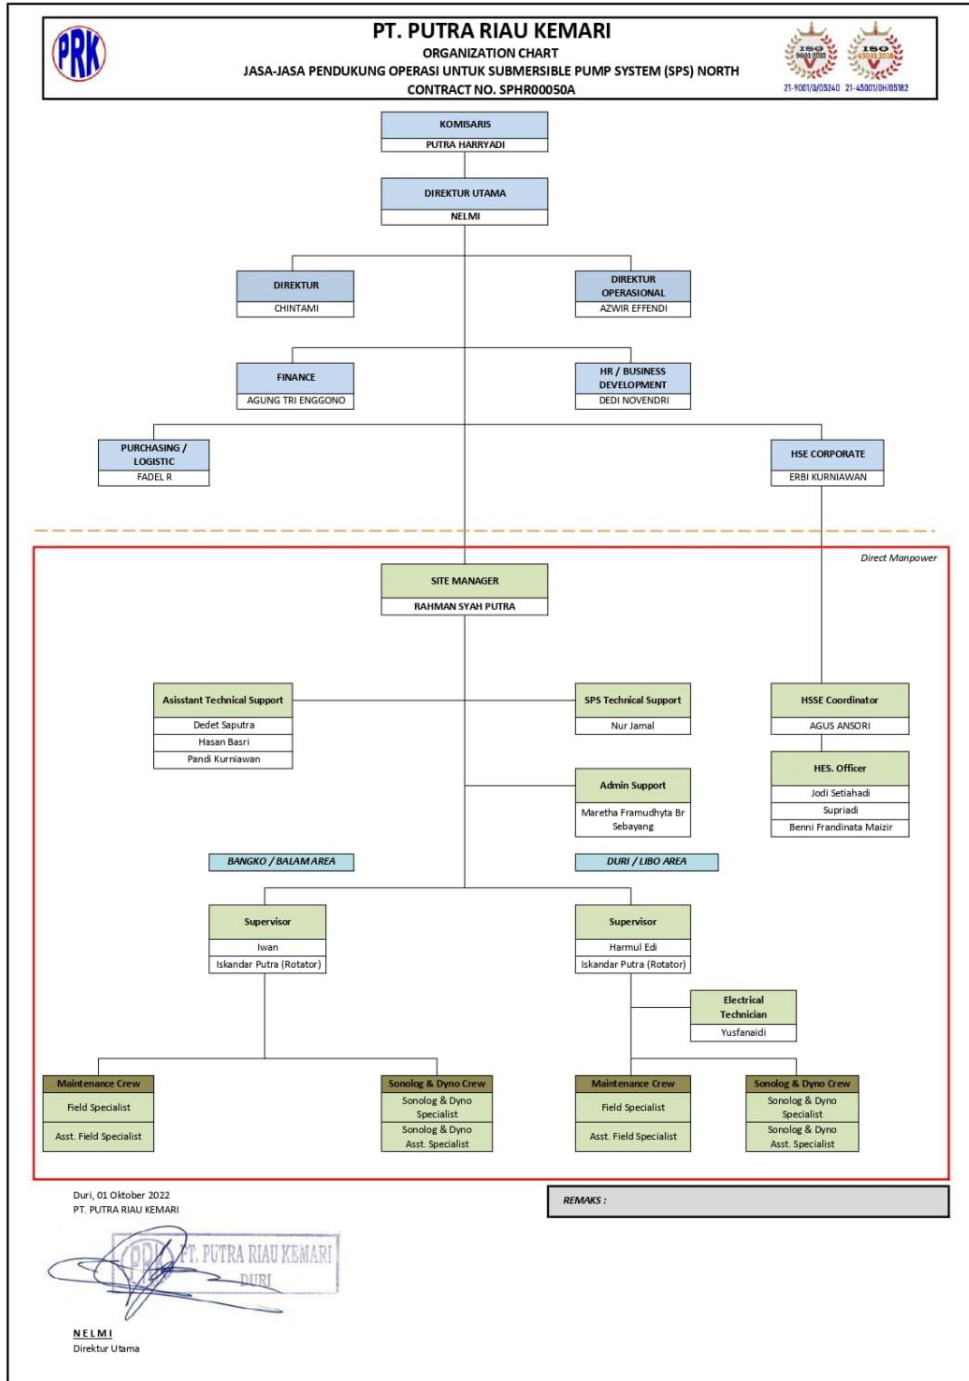 PRK
PT. PUTRA RIAU KEMARI
ORGANIZATION CHART
JASA-JASA PENDUKUNG OPERASI UNTUK SUBMERSIBLE PUMP SYSTEM (SPS) NORTH
CONTRACT NO. SPHR00050A
ISO
9001:2015
ISO
45001:2018
21-9001/Q/05240 21-45001/OH/05182
KOMISARIS
PUTRA HARRYADI
DIREKTUR UTAMA
NELMI
DIREKTUR
CHINTAMI
DIREKTUR
OPERASIONAL
AZWIR EFFENDI
FINANCE
AGUNG TRI ENGGONO
HR / BUSINESS
DEVELOPMENT
DEDI NOVENDRI
PURCHASING /
LOGISTIC
FADEL R
HSE CORPORATE
ERBI KURNIAWAN
Direct Manpower
SITE MANAGER
RAHMAN SYAH PUTRA
Asisstant Technical Support
Dedet Saputra
Hasan Basri
Pandi Kurniawan
SPS Technical Support
Nur Jamal
HSSE Coordinator
AGUS ANSORI
HES. Officer
Jodi Setiahadi
Supriadi
Benni Frandinata Maizir
Admin Support
Maretha Framudhyta Br
Sebayang
BANGKO / BALAM AREA
DURI / LIBO AREA
Supervisor
Iwan
Iskandar Putra (Rotator)
Supervisor
Harmul Edi
Iskandar Putra (Rotator)
Electrical
Technician
Yusfanaidi
Maintenance Crew
Field Specialist
Asst. Field Specialist
Sonolog & Dyno Crew
Sonolog & Dyno
Specialist
Sonolog & Dyno
Asst. Specialist
Maintenance Crew
Field Specialist
Asst. Field Specialist
Sonolog & Dyno Crew
Sonolog & Dyno
Specialist
Sonolog & Dyno
Asst. Specialist
Duri, 01 Oktober 2022
PT. PUTRA RIAU KEMARI
REMAKS :
PRK
PT. PUTRA RIAU KEMARI
DURI
NELMI
Direktur Utama